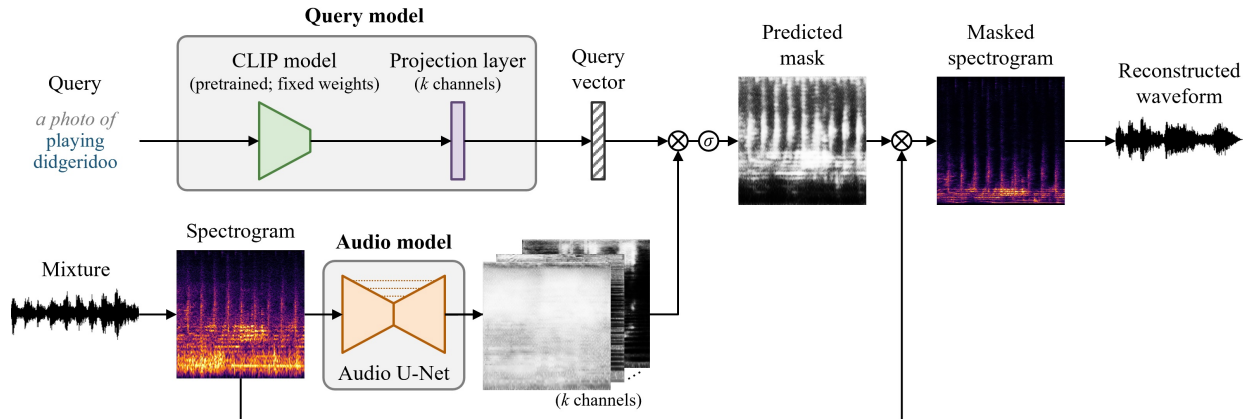 Query model
CLIP model
(pretrained; fixed weights)
Projection layer
(k channels)
Query
a photo of
playing
didgeridoo
Query
vector
σ
Predicted
mask
Masked
spectrogram
Reconstructed
waveform
Mixture
Spectrogram
Audio model
Audio U-Net
(k channels)